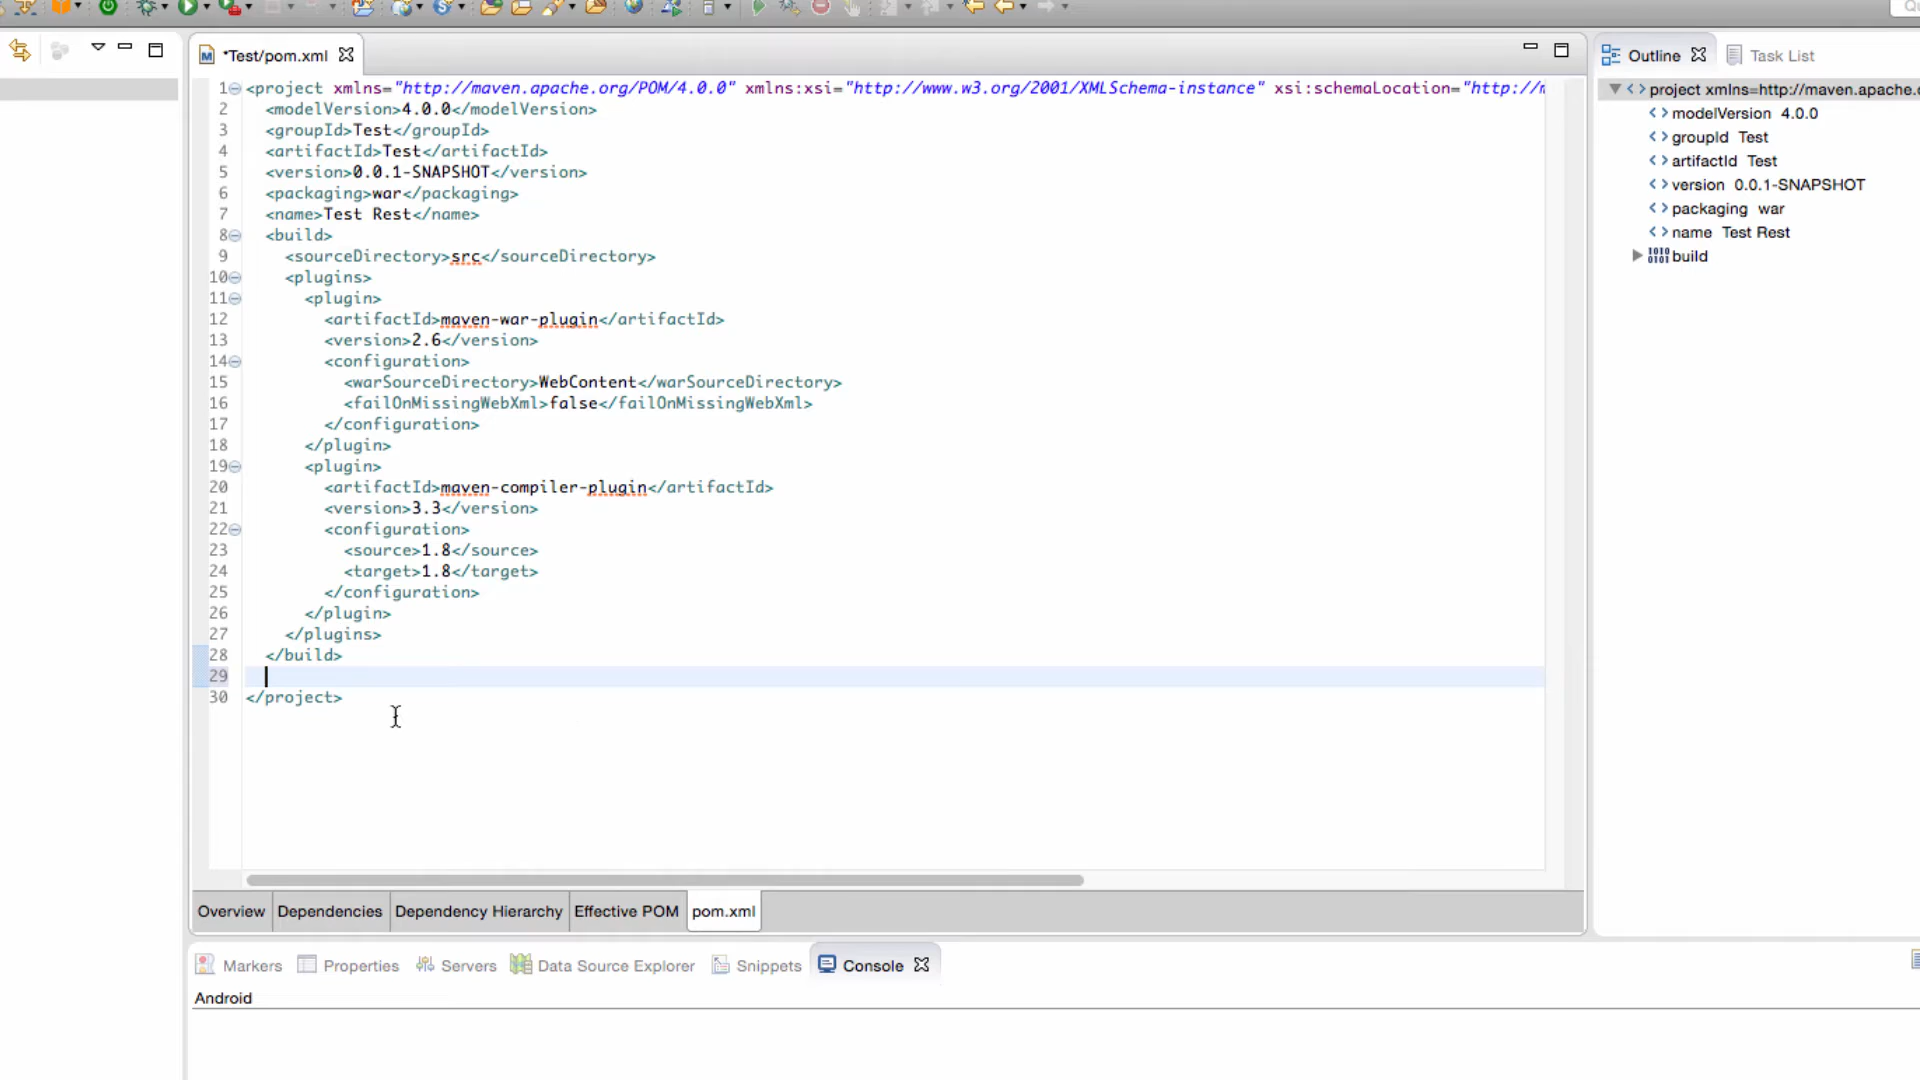 Qu
*Test/pom.xml
1 <project xmlns="http://maven.apache.org/POM/4.0.0" xmlns:xsi="http://www.w3.org/2001/XMLSchema-instance" xsi:schemaLocation="http://m
2   <modelVersion>4.0.0</modelVersion>
3   <groupId>Test</groupId>
4   <artifactId>Test</artifactId>
5   <version>0.0.1-SNAPSHOT</version>
6   <packaging>war</packaging>
7   <name>Test Rest</name>
8   <build>
9     <sourceDirectory>src</sourceDirectory>
10     <plugins>
11       <plugin>
12         <artifactId>maven-war-plugin</artifactId>
13         <version>2.6</version>
14         <configuration>
15           <warSourceDirectory>WebContent</warSourceDirectory>
16           <failOnMissingWebXml>false</failOnMissingWebXml>
17         </configuration>
18       </plugin>
19       <plugin>
20         <artifactId>maven-compiler-plugin</artifactId>
21         <version>3.3</version>
22         <configuration>
23           <source>1.8</source>
24           <target>1.8</target>
25         </configuration>
26       </plugin>
27     </plugins>
28   </build>
29
30 </project>
Overview Dependencies Dependency Hierarchy Effective POM pom.xml
Markers Properties Servers Data Source Explorer Snippets Console
Android
Outline Task List
project xmlns=http://maven.apache.o
modelVersion 4.0.0
groupId Test
artifactId Test
version 0.0.1-SNAPSHOT
packaging war
name Test Rest
build